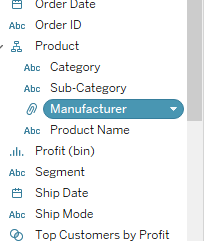 Order Date
Abc Order ID
Product
Abc Category
Abc Sub-Category
Manufacturer
Abc Product Name
Profit (bin)
Abc Segment
Ship Date
Abc Ship Mode
Top Customers by Profit